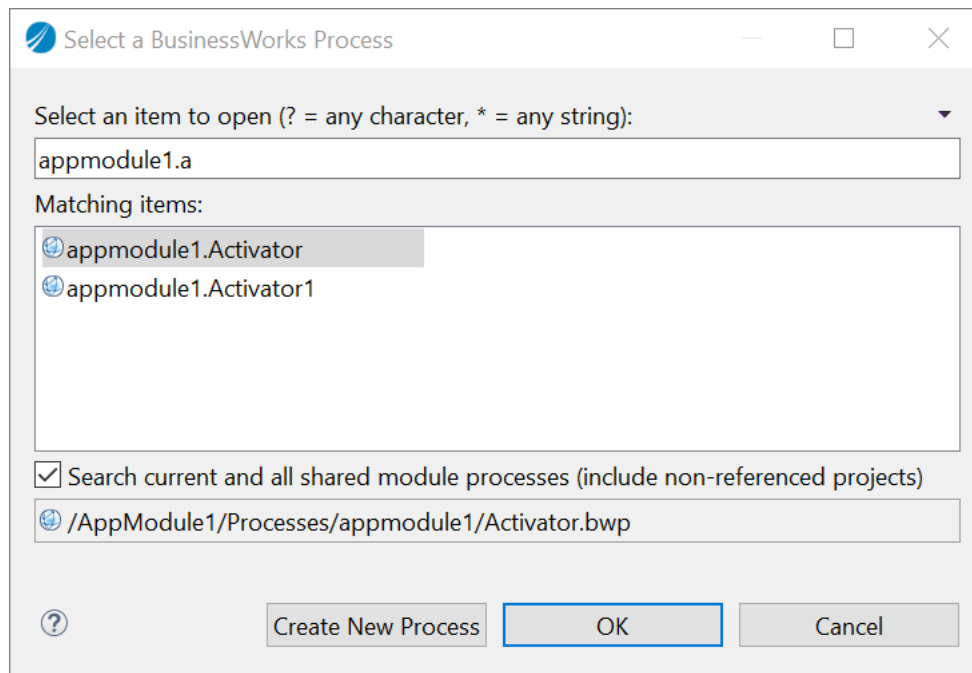 Select a BusinessWorks Process
Select an item to open (? = any character, * = any string):
appmodule1.a
Matching items:
appmodule1.Activator
appmodule1.Activator1
Search current and all shared module processes (include non-referenced projects)
/AppModule1/Processes/appmodule1/Activator.bwp
? Create New Process OK Cancel